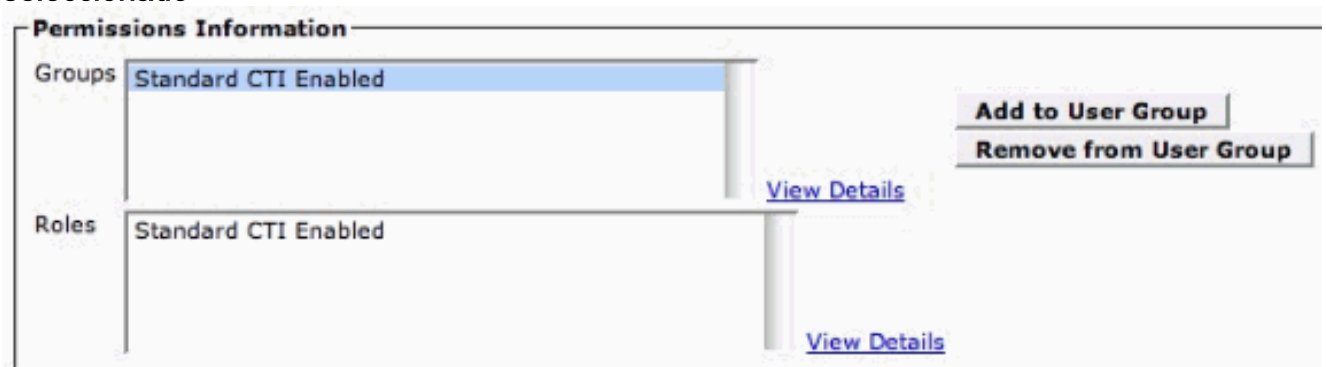 Permissions Information
Groups
Standard CTI Enabled
Add to User Group
Remove from User Group
View Details
Roles
Standard CTI Enabled
View Details